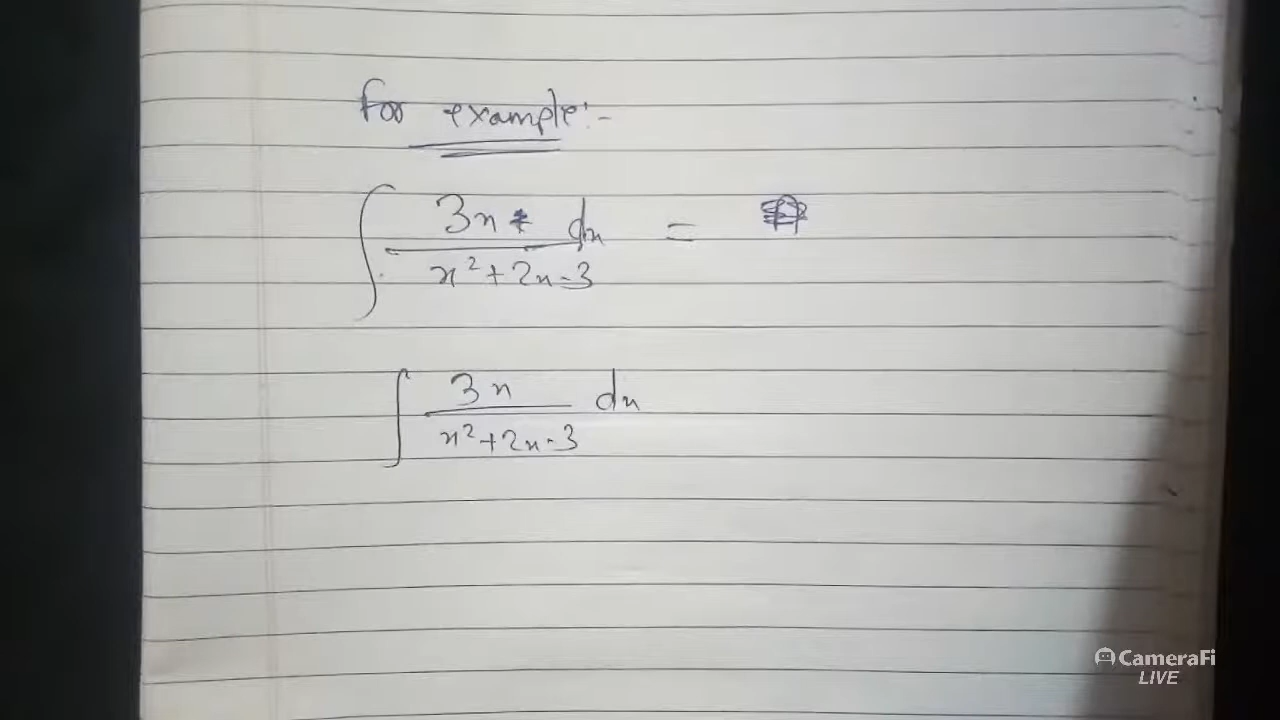 For example:-
∫ 3x dx / x²+2x-3 =
∫ 3x / x²+2x-3 dx
CameraFi
LIVE